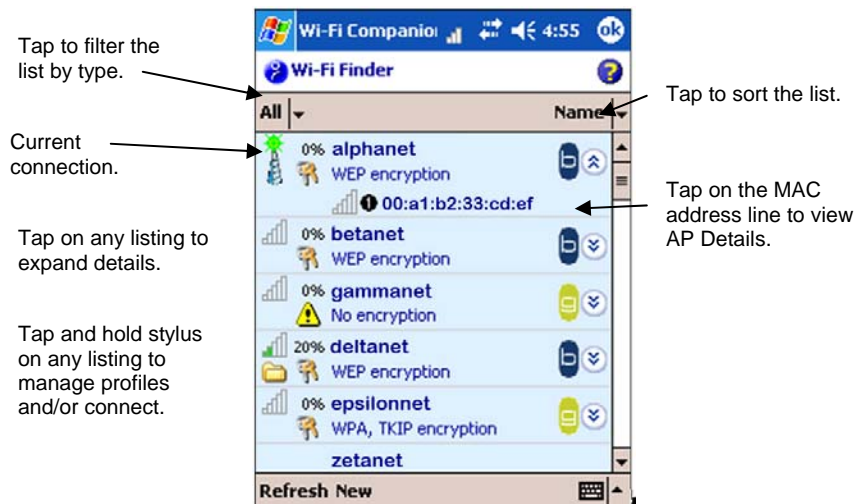 Tap to filter the
list by type.
Current
connection.
Tap on any listing to
expand details.
Tap and hold stylus
on any listing to
manage profiles
and/or connect.
Wi-Fi Companio 4:55 ok
Wi-Fi Finder ?
All Name
0% alphanet b
WEP encryption
1 00:a1:b2:33:cd:ef
0% betanet b
WEP encryption
0% gammanet g
! No encryption
20% deltanet b
WEP encryption
0% epsilonnet g
WPA, TKIP encryption
zetanet
Refresh New
Tap to sort the list.
Tap on the MAC
address line to view
AP Details.